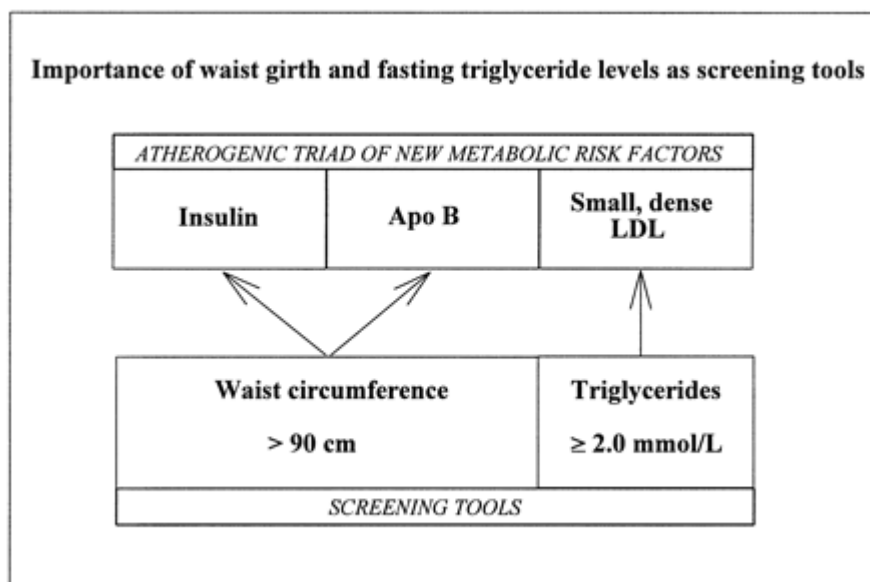 Importance of waist girth and fasting triglyceride levels as screening tools
ATHEROGENIC TRIAD OF NEW METABOLIC RISK FACTORS
Insulin
Apo B
Small, dense
LDL
Waist circumference
> 90 cm
Triglycerides
≥ 2.0 mmol/L
SCREENING TOOLS